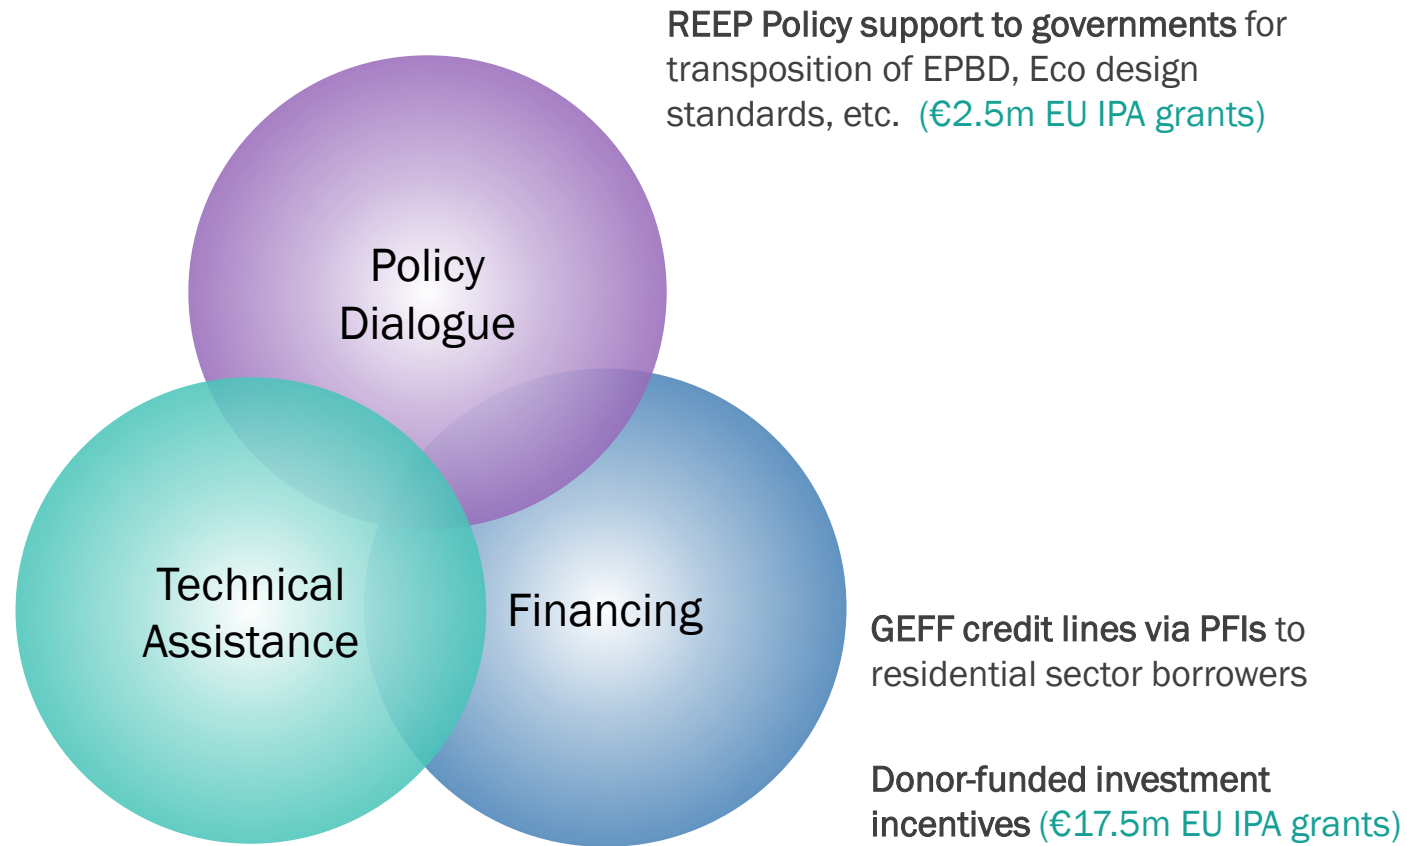 REEP Policy support to governments for
transposition of EPBD, Eco design
standards, etc. (€2.5m EU IPA grants)
Policy
Dialogue
Technical
Assistance
Financing
GEFF credit lines via PFIs to
residential sector borrowers
Donor-funded investment
incentives (€17.5m EU IPA grants)